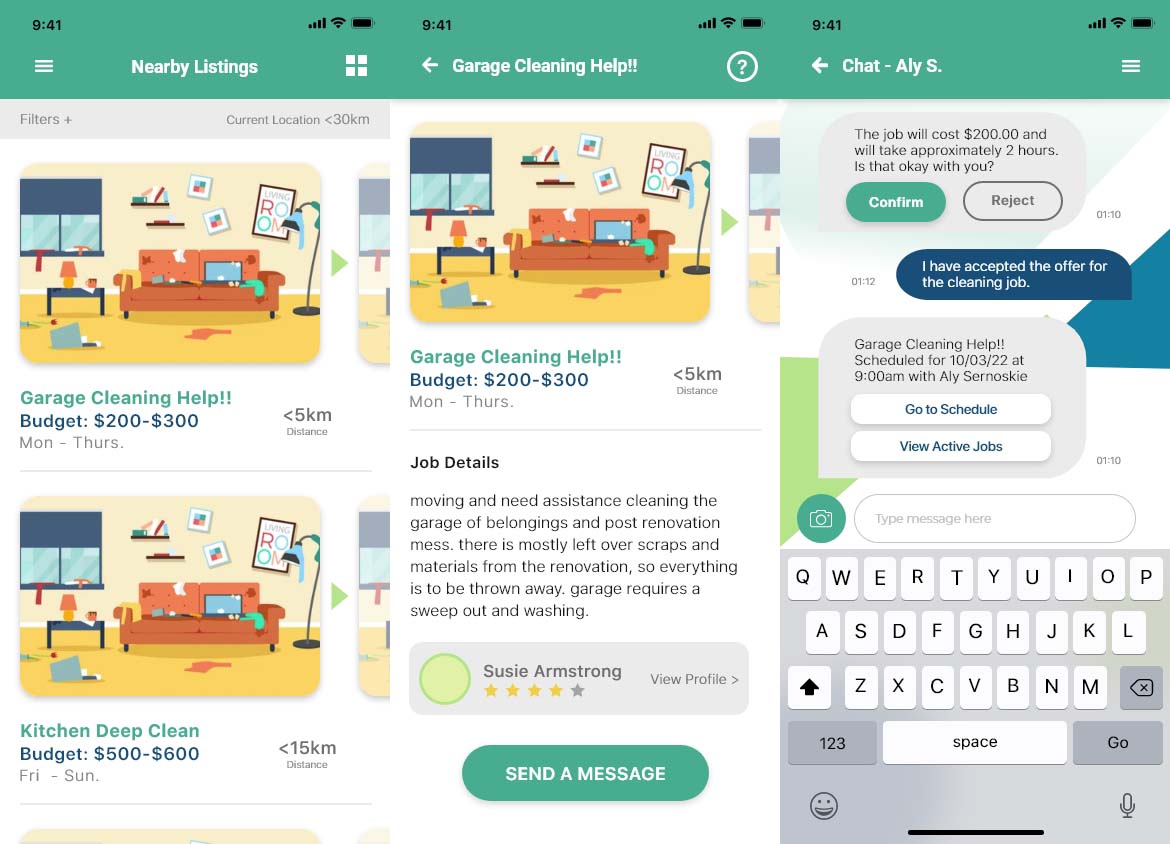 9:41
Nearby Listings
Filters +
Current Location <30km
LIVING
RO
OM
Garage Cleaning Help!!
Budget: $200-$300
Mon - Thurs.
<5km
Distance
LIVING
RO
OM
Kitchen Deep Clean
Budget: $500-$600
Fri - Sun.
<15km
Distance
9:41
Garage Cleaning Help!!
?
LIVING
ROOM
Garage Cleaning Help!!
Budget: $200-$300
Mon - Thurs.
<5km
Distance
Job Details
moving and need assistance cleaning the
garage of belongings and post renovation
mess. there is mostly left over scraps and
materials from the renovation, so everything
is to be thrown away. garage requires a
sweep out and washing.
Susie Armstrong
View Profile >
SEND A MESSAGE
9:41
Chat - Aly S.
The job will cost $200.00 and
will take approximately 2 hours.
Is that okay with you?
Confirm
Reject
01:10
I have accepted the offer for
the cleaning job.
01:12
Garage Cleaning Help!!
Scheduled for 10/03/22 at
9:00am with Aly Sernoskie
Go to Schedule
View Active Jobs
01:10
Type message here
Q W E R T Y U I O P
A S D F G H J K L
Z X C V B N M
123
space
Go